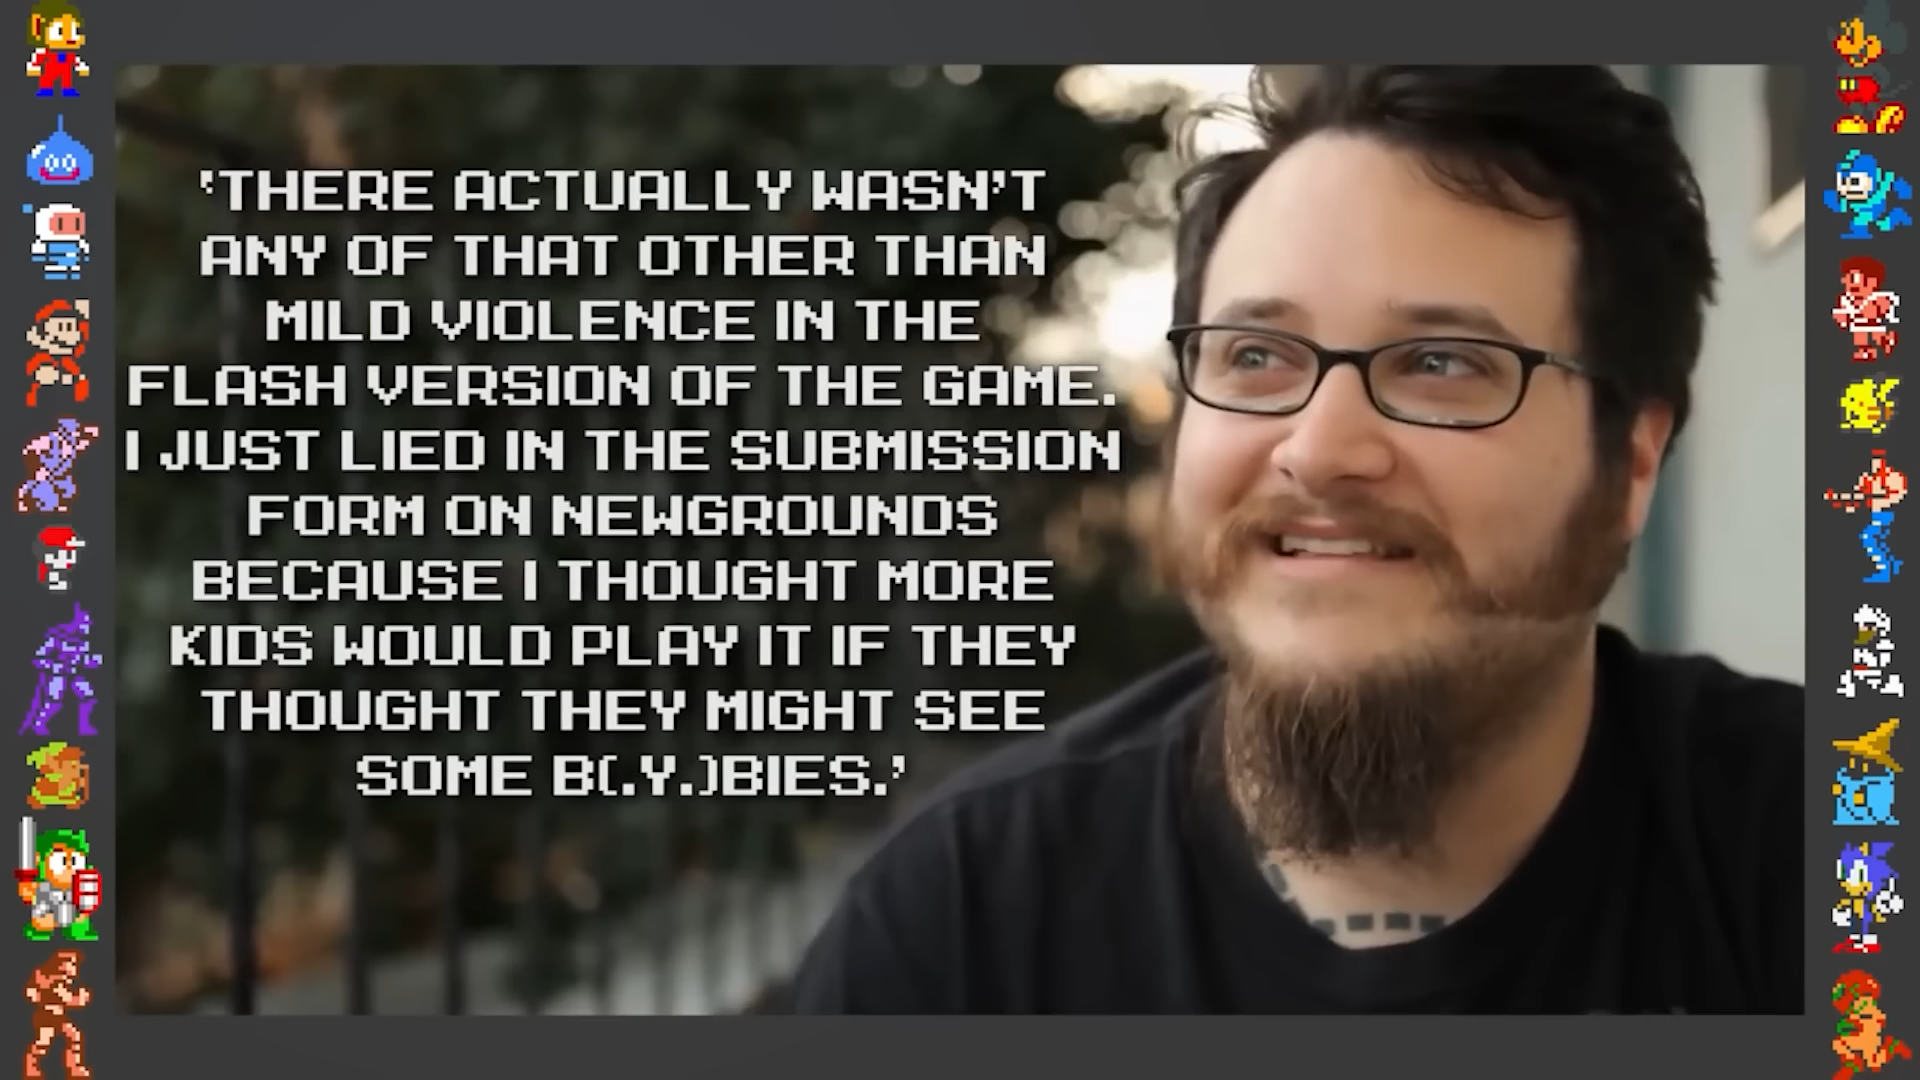 'THERE ACTUALLY WASN'T
ANY OF THAT OTHER THAN
MILD VIOLENCE IN THE
FLASH VERSION OF THE GAME.
I JUST LIED IN THE SUBMISSION
FORM ON NEWGROUNDS
BECAUSE I THOUGHT MORE
KIDS WOULD PLAY IT IF THEY
THOUGHT THEY MIGHT SEE
SOME B(.Y.)BIES.'